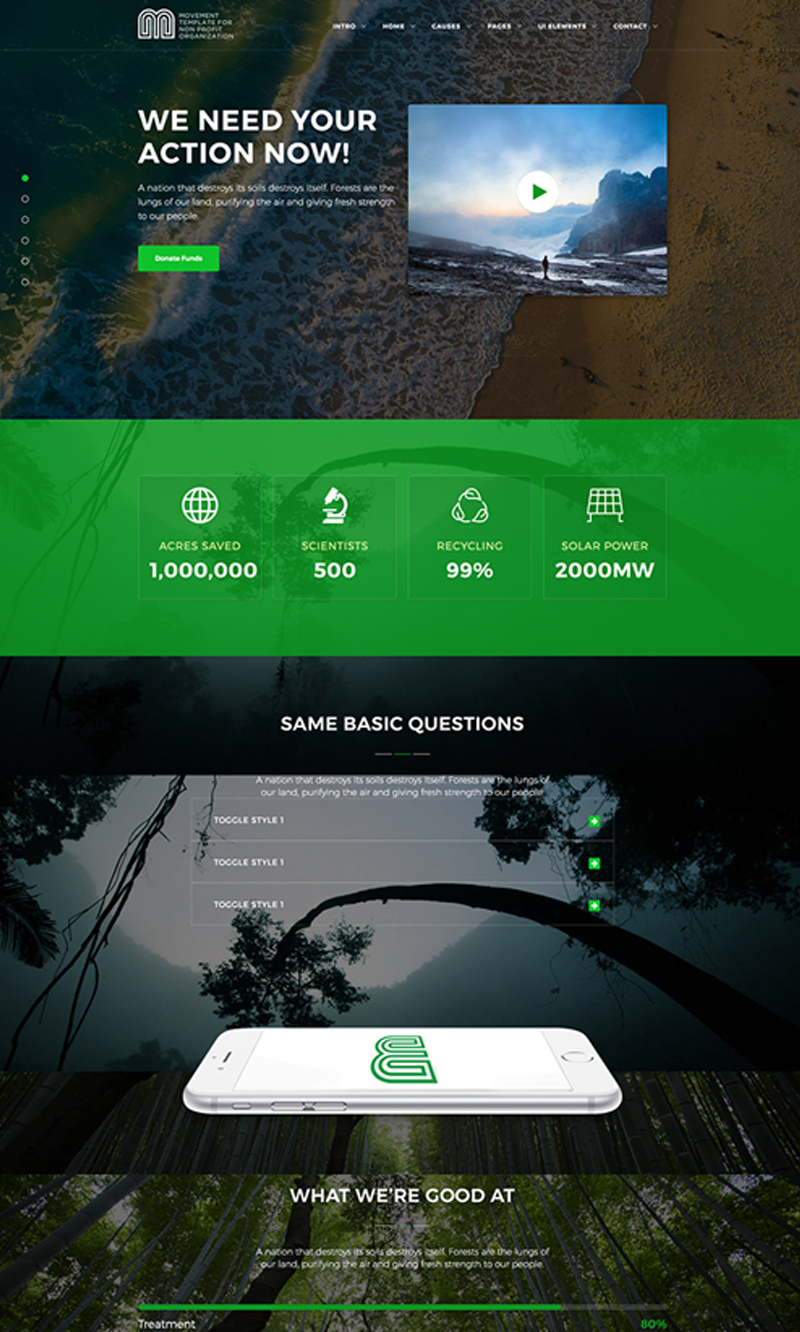 MOVEMENT
TEMPLATE FOR
NON PROFIT
ORGANIZATION
INTRO HOME CAUSES PAGES UI ELEMENTS CONTACT
WE NEED YOUR
ACTION NOW!
A nation that destroys its soils destroys itself. Forests are the
lungs of our land, purifying the air and giving fresh strength
to our people.
Donate Funds
ACRES SAVED
1,000,000
SCIENTISTS
500
RECYCLING
99%
SOLAR POWER
2000MW
SAME BASIC QUESTIONS
A nation that destroys its soils destroys itself. Forests are the lungs of
our land, purifying the air and giving fresh strength to our people.
TOGGLE STYLE 1
TOGGLE STYLE 1
TOGGLE STYLE 1
WHAT WE'RE GOOD AT
A nation that destroys its soils destroys itself. Forests are the lungs of
our land, purifying the air and giving fresh strength to our people.
Treatment 80%